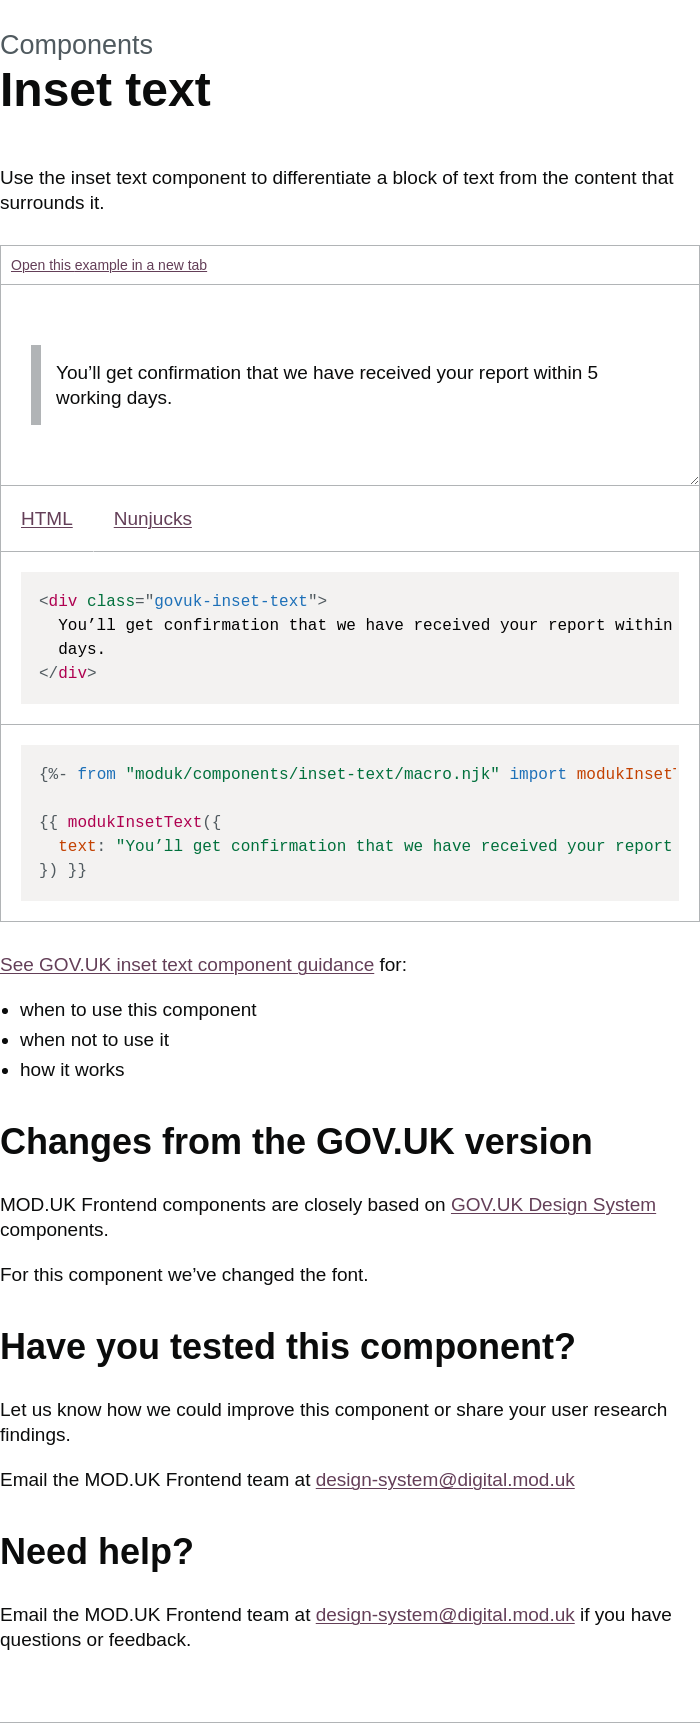 Components
Inset text
Use the inset text component to differentiate a block of text from the content that
surrounds it.
Open this example in a new tab
You’ll get confirmation that we have received your report within 5
working days.
HTML Nunjucks
<div class="govuk-inset-text">
  You’ll get confirmation that we have received your report within
  days.
</div>
{%- from "moduk/components/inset-text/macro.njk" import modukInset
{{ modukInsetText({
  text: "You’ll get confirmation that we have received your report
}) }}
See GOV.UK inset text component guidance for:
• when to use this component
• when not to use it
• how it works
Changes from the GOV.UK version
MOD.UK Frontend components are closely based on GOV.UK Design System
components.
For this component we’ve changed the font.
Have you tested this component?
Let us know how we could improve this component or share your user research
findings.
Email the MOD.UK Frontend team at design-system@digital.mod.uk
Need help?
Email the MOD.UK Frontend team at design-system@digital.mod.uk if you have
questions or feedback.